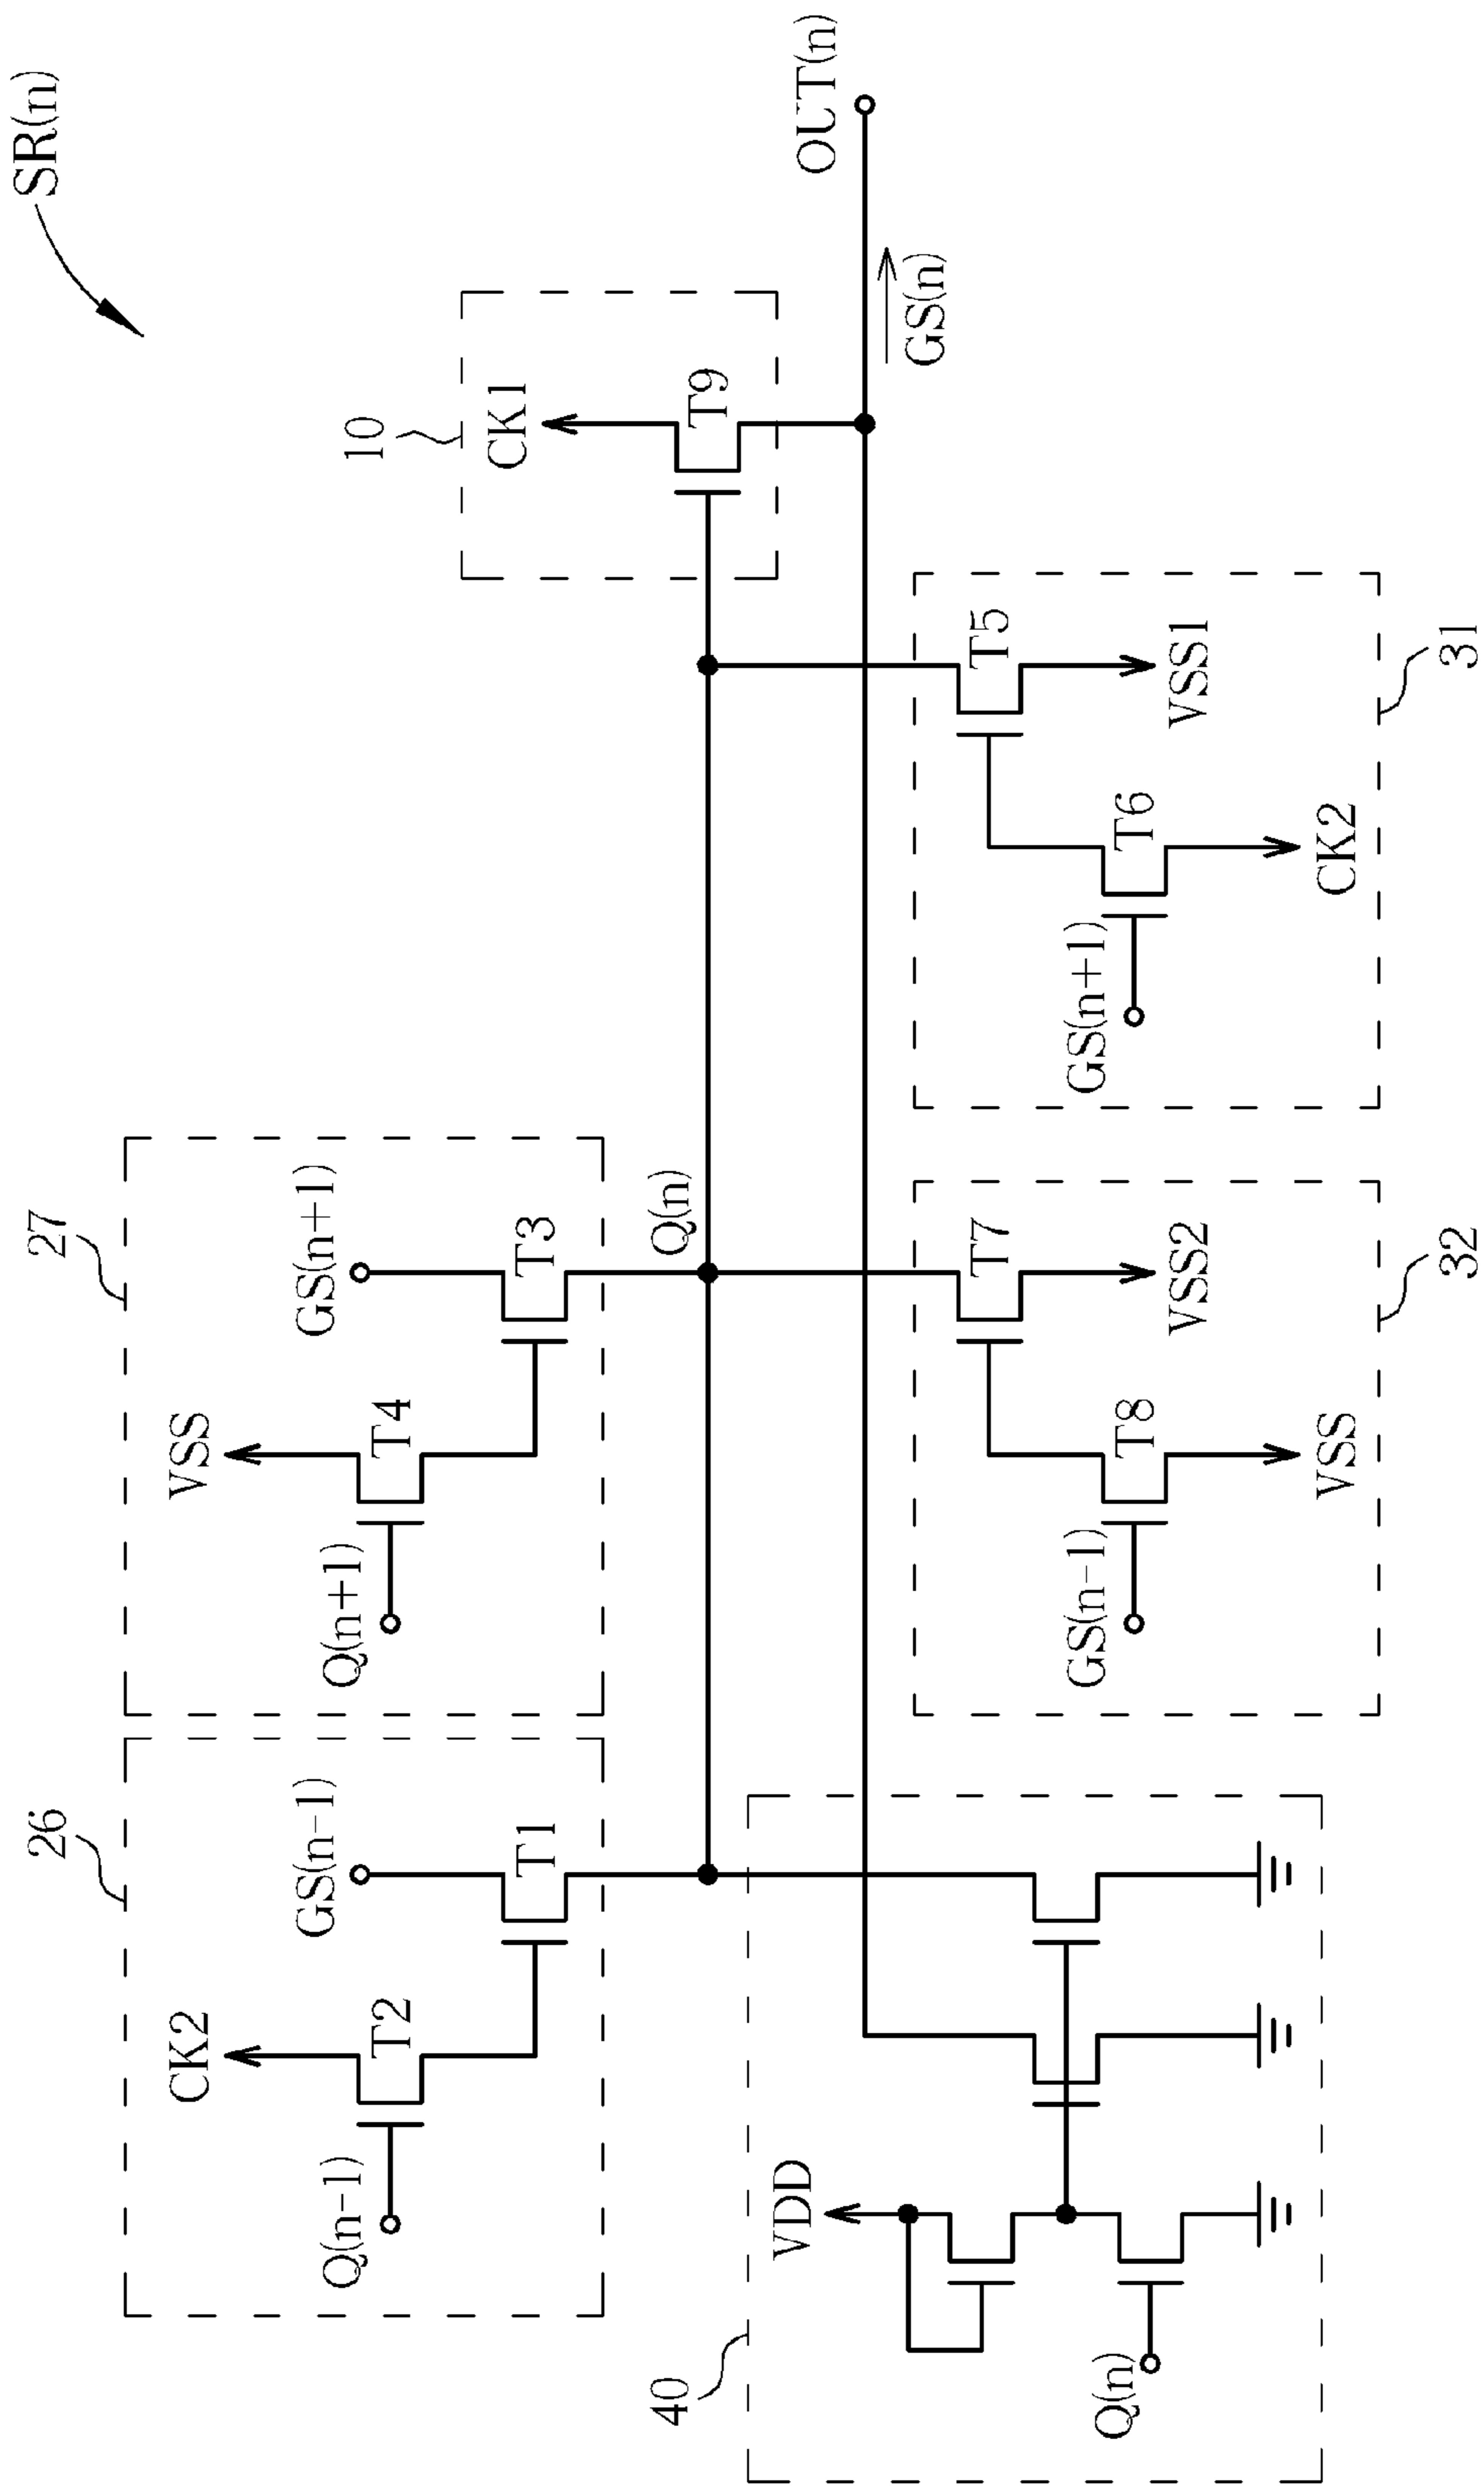 SR(n)
26
CK2
Q(n-1)
T2
GS(n-1)
T1
27
VSS
Q(n+1)
T4
GS(n+1)
T3
Q(n)
10
CK1
T9
OUT(n)
GS(n)
40
VDD
Q(n)
GS(n-1)
T8
VSS
T7
VSS2
32
GS(n+1)
T6
CK2
T5
VSS1
31